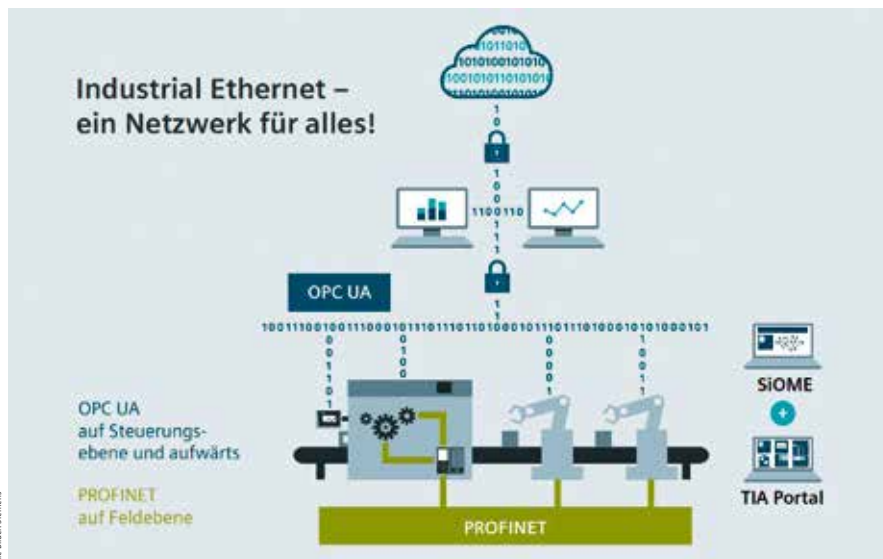 Industrial Ethernet –
ein Netzwerk für alles!
OPC UA
OPC UA
auf Steuerungs-
ebene und aufwärts
PROFINET
auf Feldebene
PROFINET
SiOME
+
TIA Portal